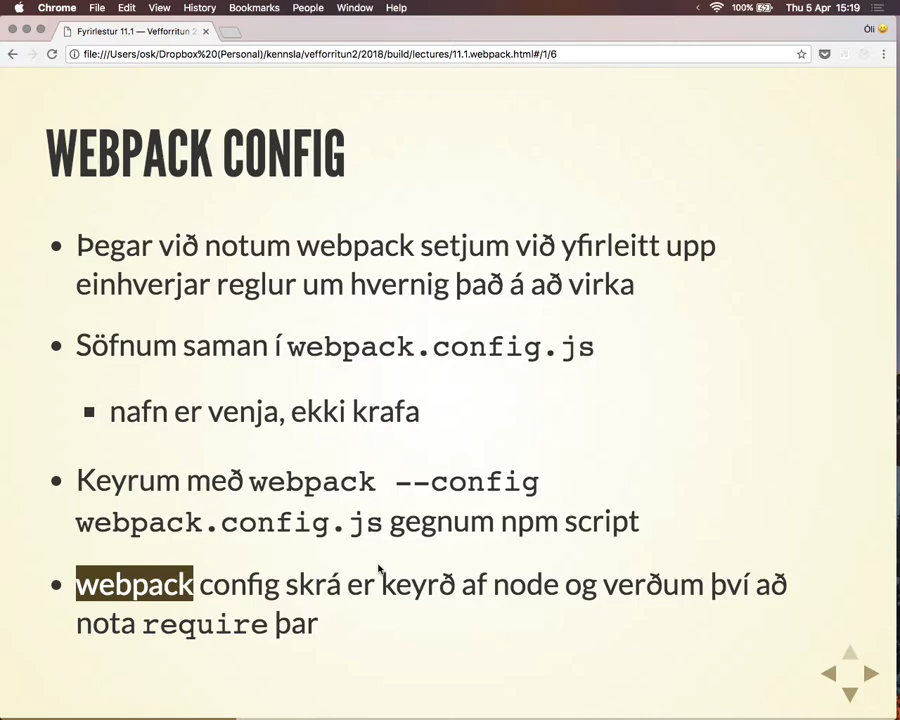 Chrome File Edit View History Bookmarks People Window Help 100% Thu 5 Apr 15:19
Fyrirlestur 11.1 — Vefforritun 2 Óli
file:///Users/osk/Dropbox%20(Personal)/kennsla/vefforritun2/2018/build/lectures/11.1.webpack.html#/1/6
WEBPACK CONFIG
• Þegar við notum webpack setjum við yfirleitt upp
einhverjar reglur um hvernig það á að virka
• Söfnum saman í webpack.config.js
▪ nafn er venja, ekki krafa
• Keyrum með webpack --config
webpack.config.js gegnum npm script
• webpack config skrá er keyrð af node og verðum því að
nota require þar